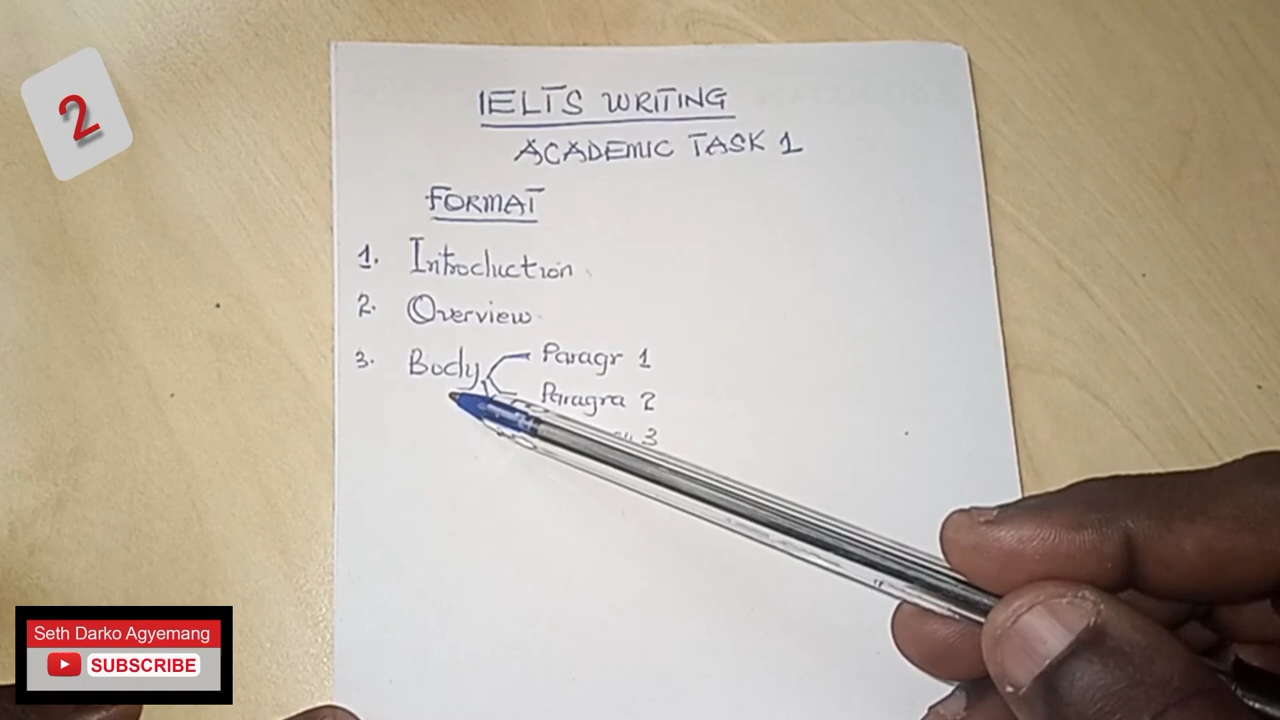 2
IELTS WRITING
ACADEMIC TASK 1
FORMAT
1. Introduction
2. Overview
3. Body
Paragr 1
Paragra 2
3
Seth Darko Agyemang
SUBSCRIBE